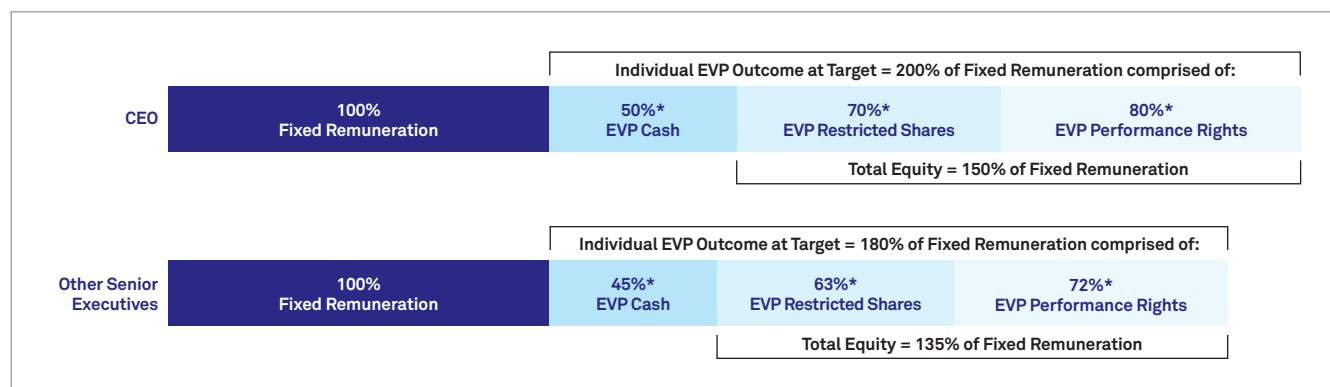 Individual EVP Outcome at Target = 200% of Fixed Remuneration comprised of:
CEO
100%
Fixed Remuneration
50%*
EVP Cash
70%*
EVP Restricted Shares
80%*
EVP Performance Rights
Total Equity = 150% of Fixed Remuneration
Individual EVP Outcome at Target = 180% of Fixed Remuneration comprised of:
Other Senior
Executives
100%
Fixed Remuneration
45%*
EVP Cash
63%*
EVP Restricted Shares
72%*
EVP Performance Rights
Total Equity = 135% of Fixed Remuneration